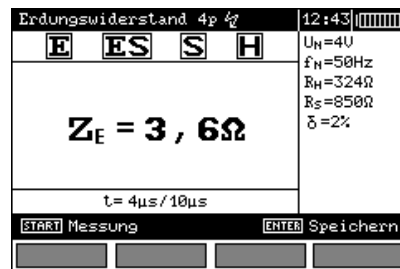 Erdungswiderstand 4p
12:43
E ES S H
UN=4V
fN=50Hz
RH=324Ω
RS=850Ω
δ=2%
ZE = 3,6Ω
t= 4µs/10µs
START Messung
ENTER Speichern